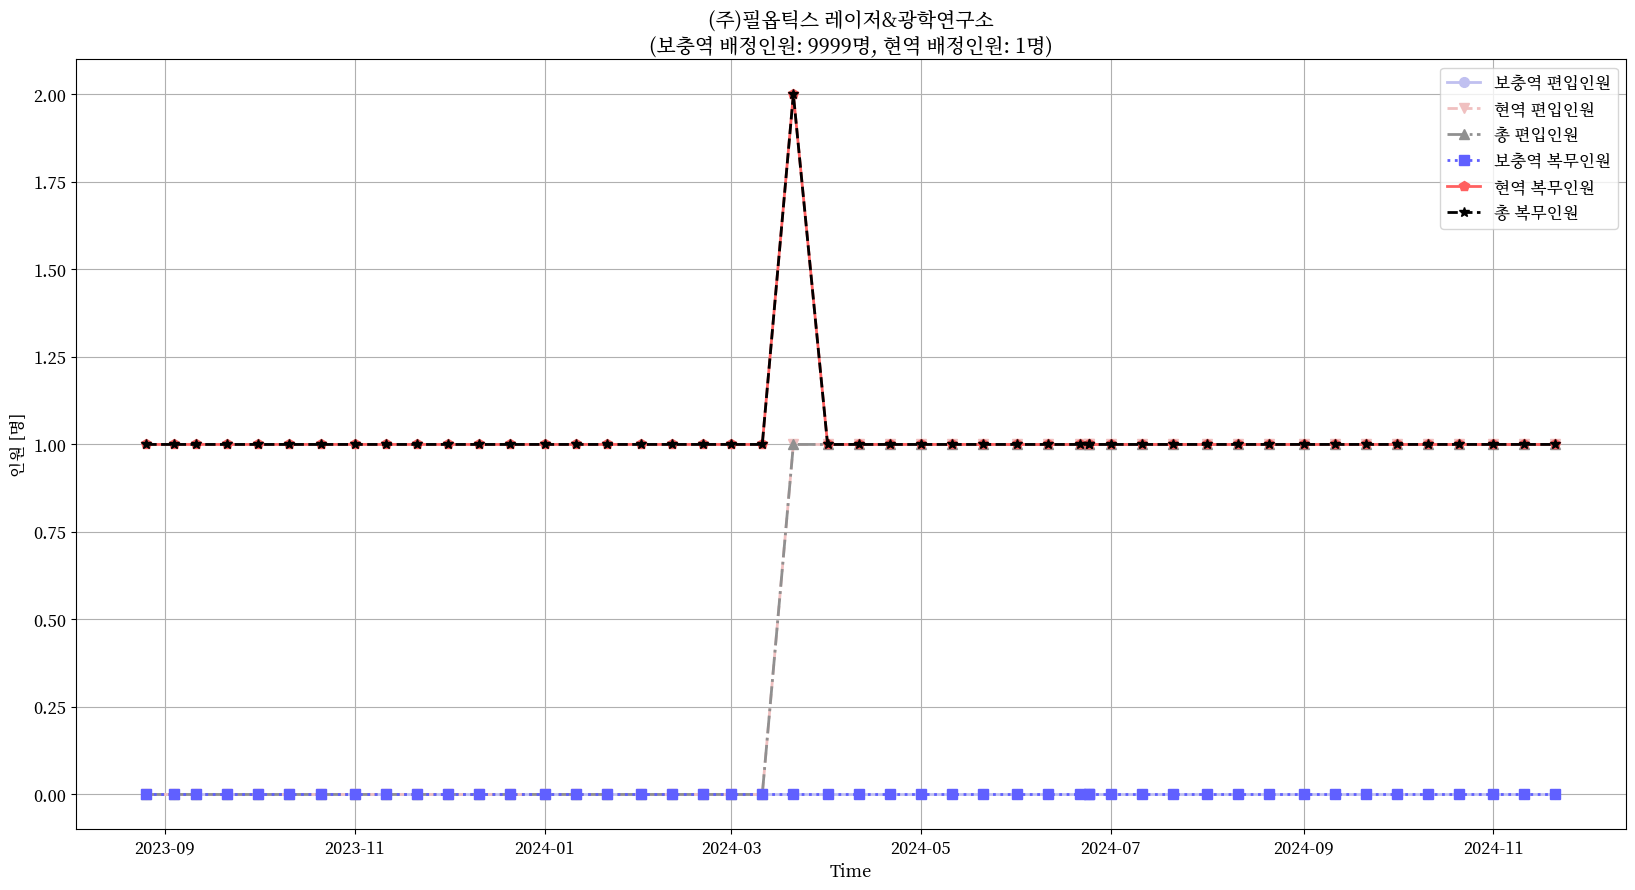 (주)필옵틱스 레이저&광학연구소
(보충역 배정인원: 9999명, 현역 배정인원: 1명)
보충역 편입인원
현역 편입인원
총 편입인원
보충역 복무인원
현역 복무인원
총 복무인원
인원 [명]
2.00
1.75
1.50
1.25
1.00
0.75
0.50
0.25
0.00
2023-09 2023-11 2024-01 2024-03 2024-05 2024-07 2024-09 2024-11
Time